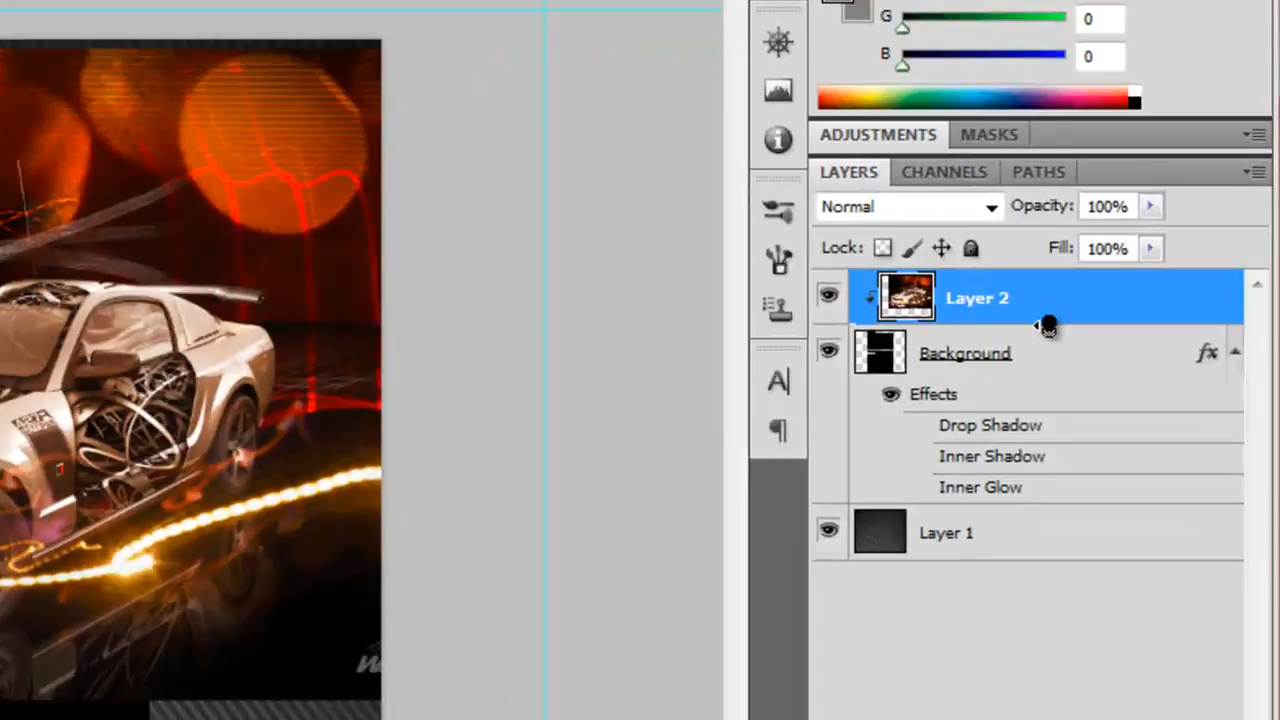 G 0
B 0
ADJUSTMENTS MASKS
LAYERS CHANNELS PATHS
Normal Opacity: 100%
Lock: Fill: 100%
Layer 2
Background fx
Effects
Drop Shadow
Inner Shadow
Inner Glow
Layer 1